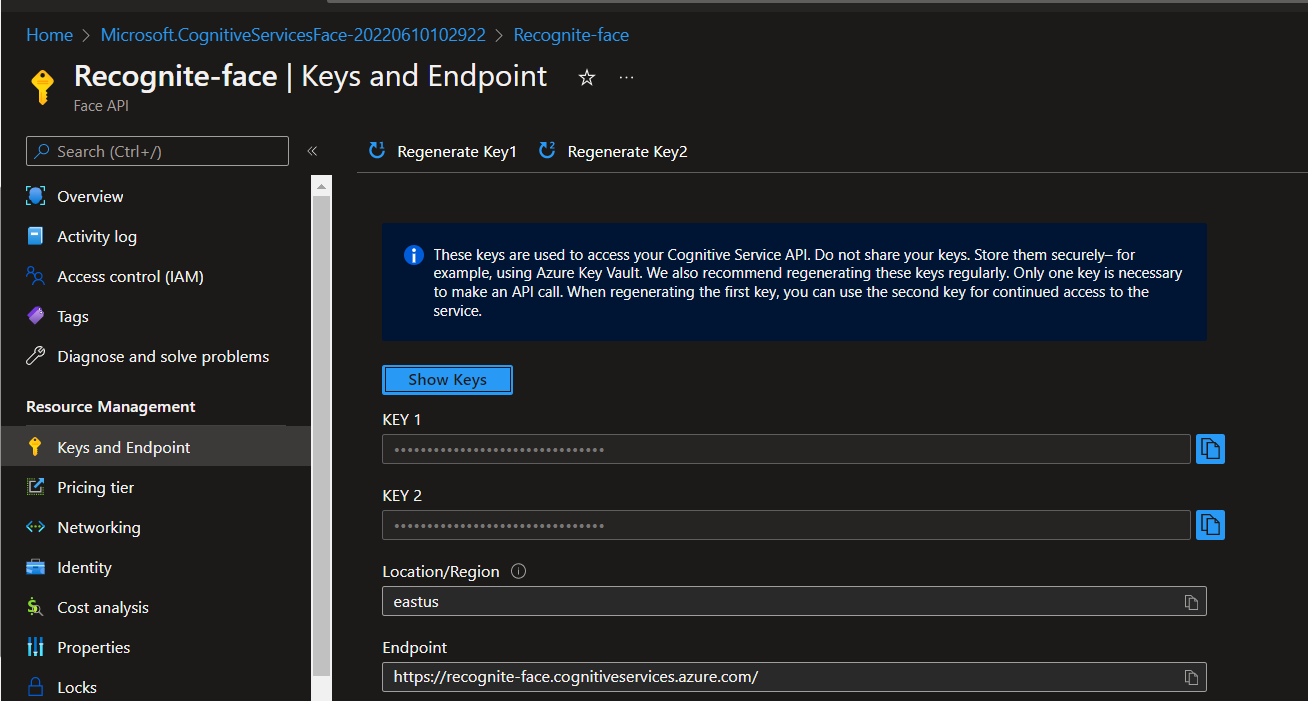 Home > Microsoft.CognitiveServicesFace-20220610102922 > Recognite-face
Recognite-face | Keys and Endpoint ☆ ...
Face API
Search (Ctrl+/) «
Regenerate Key1 Regenerate Key2
Overview
Activity log
Access control (IAM)
Tags
Diagnose and solve problems
Resource Management
Keys and Endpoint
Pricing tier
Networking
Identity
Cost analysis
Properties
Locks
These keys are used to access your Cognitive Service API. Do not share your keys. Store them securely– for
example, using Azure Key Vault. We also recommend regenerating these keys regularly. Only one key is necessary
to make an API call. When regenerating the first key, you can use the second key for continued access to the
service.
Show Keys
KEY 1
••••••••••••••••••••••••••••••••
KEY 2
••••••••••••••••••••••••••••••••
Location/Region
eastus
Endpoint
https://recognite-face.cognitiveservices.azure.com/